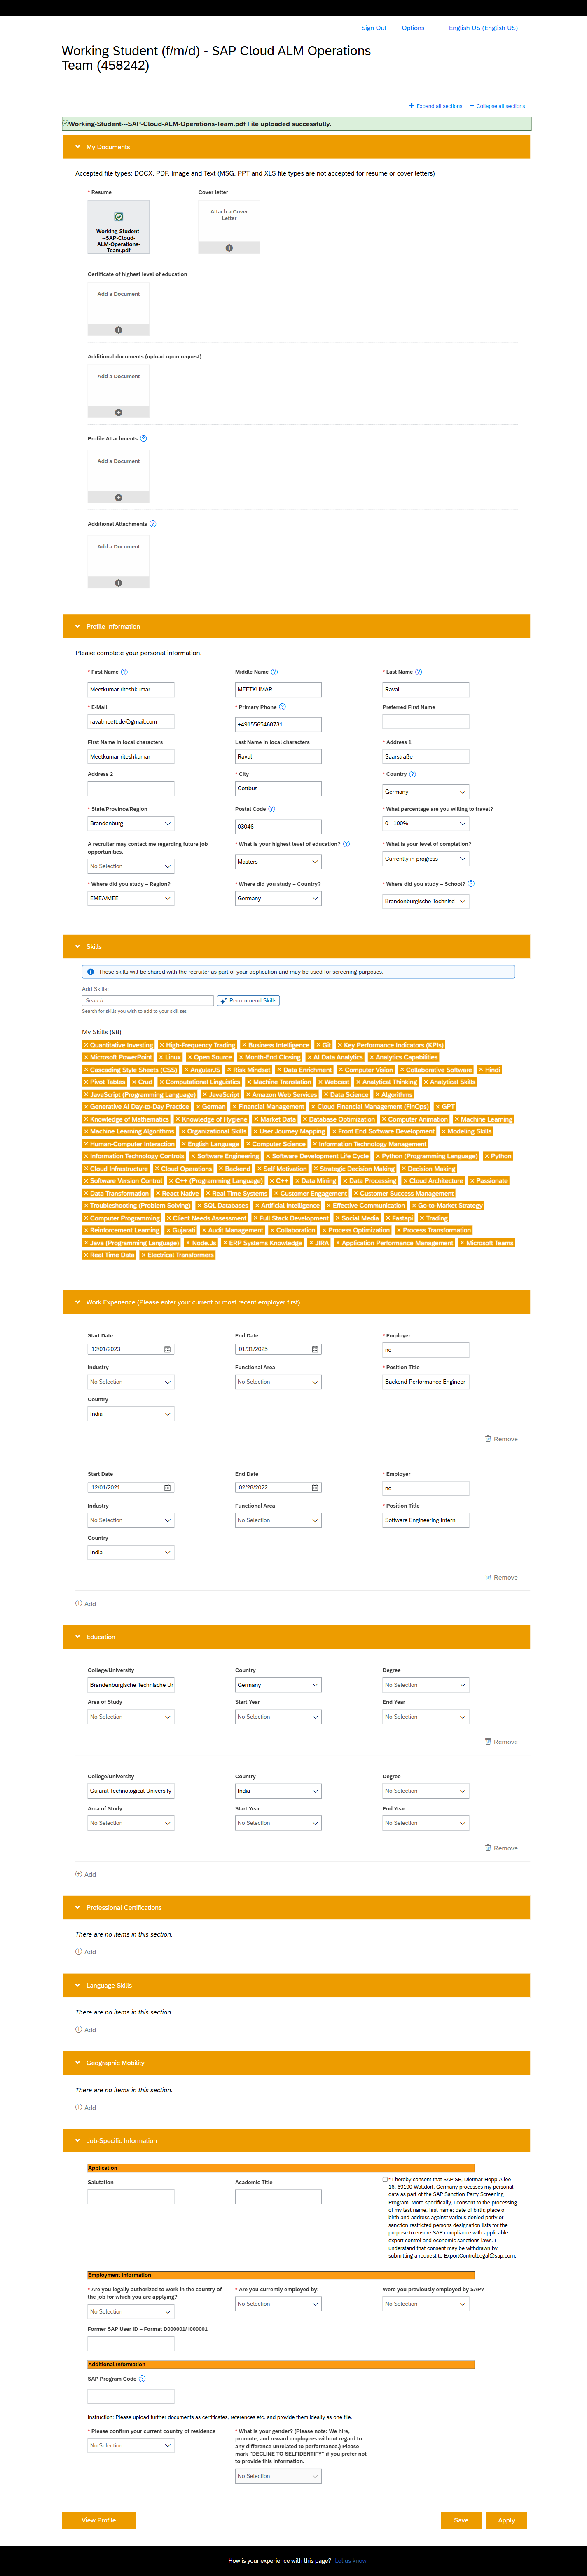 Sign Out Options English US (English US)
Working Student (f/m/d) - SAP Cloud ALM Operations
Team (458242)
Expand all sections Collapse all sections
Working-Student---SAP-Cloud-ALM-Operations-Team.pdf File uploaded successfully.
My Documents
Accepted file types: DOCX, PDF, Image and Text (MSG, PPT and XLS file types are not accepted for resume or cover letters)
* Resume Cover letter
Attach a Cover
Letter
Working-Student-
--SAP-Cloud-
ALM-Operations-
Team.pdf
Certificate of highest level of education
Add a Document
Additional documents (upload upon request)
Add a Document
Profile Attachments
Add a Document
Additional Attachments
Add a Document
Profile Information
Please complete your personal information.
* First Name Middle Name * Last Name
Meetkumar riteshkumar MEETKUMAR Raval
* E-Mail * Primary Phone Preferred First Name
ravalmeett.de@gmail.com +4915565468731
First Name in local characters Last Name in local characters * Address 1
Meetkumar riteshkumar Raval Saarstraße
Address 2 * City * Country
Cottbus Germany
* State/Province/Region Postal Code * What percentage are you willing to travel?
Brandenburg 03046 0 - 100%
A recruiter may contact me regarding future job
opportunities.
* What is your highest level of education? * What is your level of completion?
No Selection Masters Currently in progress
* Where did you study – Region? * Where did you study – Country? * Where did you study – School?
EMEA/MEE Germany Brandenburgische Technisc
Skills
These skills will be shared with the recruiter as part of your application and may be used for screening purposes.
Add Skills:
Search Recommend Skills
Search for skills you wish to add to your skill set
My Skills (98)
× Quantitative Investing × High-Frequency Trading × Business Intelligence × Git × Key Performance Indicators (KPIs)
× Microsoft PowerPoint × Linux × Open Source × Month-End Closing × AI Data Analytics × Analytics Capabilities
× Cascading Style Sheets (CSS) × AngularJS × Risk Mindset × Data Enrichment × Computer Vision × Collaborative Software × Hindi
× Pivot Tables × Crud × Computational Linguistics × Machine Translation × Webcast × Analytical Thinking × Analytical Skills
× JavaScript (Programming Language) × JavaScript × Amazon Web Services × Data Science × Algorithms
× Generative AI Day-to-Day Practice × German × Financial Management × Cloud Financial Management (FinOps) × GPT
× Knowledge of Mathematics × Knowledge of Hygiene × Market Data × Database Optimization × Computer Animation × Machine Learning
× Machine Learning Algorithms × Organizational Skills × User Journey Mapping × Front End Software Development × Modeling Skills
× Human-Computer Interaction × English Language × Computer Science × Information Technology Management
× Information Technology Controls × Software Engineering × Software Development Life Cycle × Python (Programming Language) × Python
× Cloud Infrastructure × Cloud Operations × Backend × Self Motivation × Strategic Decision Making × Decision Making
× Software Version Control × C++ (Programming Language) × C++ × Data Mining × Data Processing × Cloud Architecture × Passionate
× Data Transformation × React Native × Real Time Systems × Customer Engagement × Customer Success Management
× Troubleshooting (Problem Solving) × SQL Databases × Artificial Intelligence × Effective Communication × Go-to-Market Strategy
× Computer Programming × Client Needs Assessment × Full Stack Development × Social Media × Fastapi × Trading
× Reinforcement Learning × Gujarati × Audit Management × Collaboration × Process Optimization × Process Transformation
× Java (Programming Language) × Node.Js × ERP Systems Knowledge × JIRA × Application Performance Management × Microsoft Teams
× Real Time Data × Electrical Transformers
Work Experience (Please enter your current or most recent employer first)
Start Date End Date * Employer
12/01/2023 01/31/2025 no
Industry Functional Area * Position Title
No Selection No Selection Backend Performance Engineer
Country
India
Remove
Start Date End Date * Employer
12/01/2021 02/28/2022 no
Industry Functional Area * Position Title
No Selection No Selection Software Engineering Intern
Country
India
Remove
Add
Education
College/University Country Degree
Brandenburgische Technische Ur Germany No Selection
Area of Study Start Year End Year
No Selection No Selection No Selection
Remove
College/University Country Degree
Gujarat Technological University India No Selection
Area of Study Start Year End Year
No Selection No Selection No Selection
Remove
Add
Professional Certifications
There are no items in this section.
Add
Language Skills
There are no items in this section.
Add
Geographic Mobility
There are no items in this section.
Add
Job-Specific Information
Application
Salutation Academic Title
* I hereby consent that SAP SE, Dietmar-Hopp-Allee
16, 69190 Walldorf, Germany processes my personal
data as part of the SAP Sanction Party Screening
Program. More specifically, I consent to the processing
of my last name, first name; date of birth; place of
birth and address against various denied party or
sanction restricted persons designation lists for the
purpose to ensure SAP compliance with applicable
export control and economic sanctions laws. I
understand that consent may be withdrawn by
submitting a request to ExportControlLegal@sap.com.
Employment Information
* Are you legally authorized to work in the country of
the job for which you are applying?
* Are you currently employed by: Were you previously employed by SAP?
No Selection No Selection No Selection
Former SAP User ID – Format D000001/ I000001
Additional Information
SAP Program Code
Instruction: Please upload further documents as certificates, references etc. and provide them ideally as one file.
* Please confirm your current country of residence
No Selection
* What is your gender? (Please note: We hire,
promote, and reward employees without regard to
any difference unrelated to performance.) Please
mark "DECLINE TO SELFIDENTIFY" if you prefer not
to provide this information.
No Selection
View Profile Save Apply
How is your experience with this page? Let us know